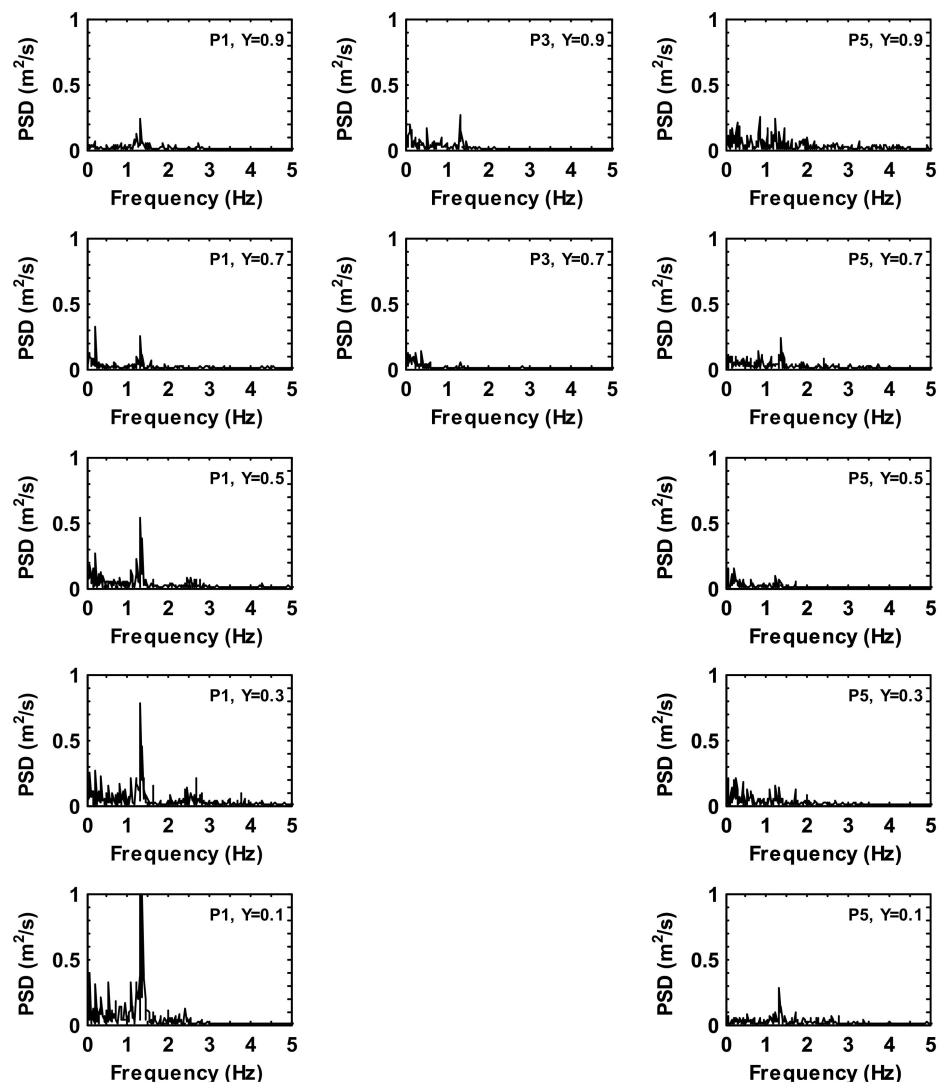 1
PSD (m²/s)
0.5
0
P1, Y=0.9
0 1 2 3 4 5
Frequency (Hz)
1
PSD (m²/s)
0.5
0
P3, Y=0.9
0 1 2 3 4 5
Frequency (Hz)
1
PSD (m²/s)
0.5
0
P5, Y=0.9
0 1 2 3 4 5
Frequency (Hz)
1
PSD (m²/s)
0.5
0
P1, Y=0.7
0 1 2 3 4 5
Frequency (Hz)
1
PSD (m²/s)
0.5
0
P3, Y=0.7
0 1 2 3 4 5
Frequency (Hz)
1
PSD (m²/s)
0.5
0
P5, Y=0.7
0 1 2 3 4 5
Frequency (Hz)
1
PSD (m²/s)
0.5
0
P1, Y=0.5
0 1 2 3 4 5
Frequency (Hz)
1
PSD (m²/s)
0.5
0
P5, Y=0.5
0 1 2 3 4 5
Frequency (Hz)
1
PSD (m²/s)
0.5
0
P1, Y=0.3
0 1 2 3 4 5
Frequency (Hz)
1
PSD (m²/s)
0.5
0
P5, Y=0.3
0 1 2 3 4 5
Frequency (Hz)
1
PSD (m²/s)
0.5
0
P1, Y=0.1
0 1 2 3 4 5
Frequency (Hz)
1
PSD (m²/s)
0.5
0
P5, Y=0.1
0 1 2 3 4 5
Frequency (Hz)